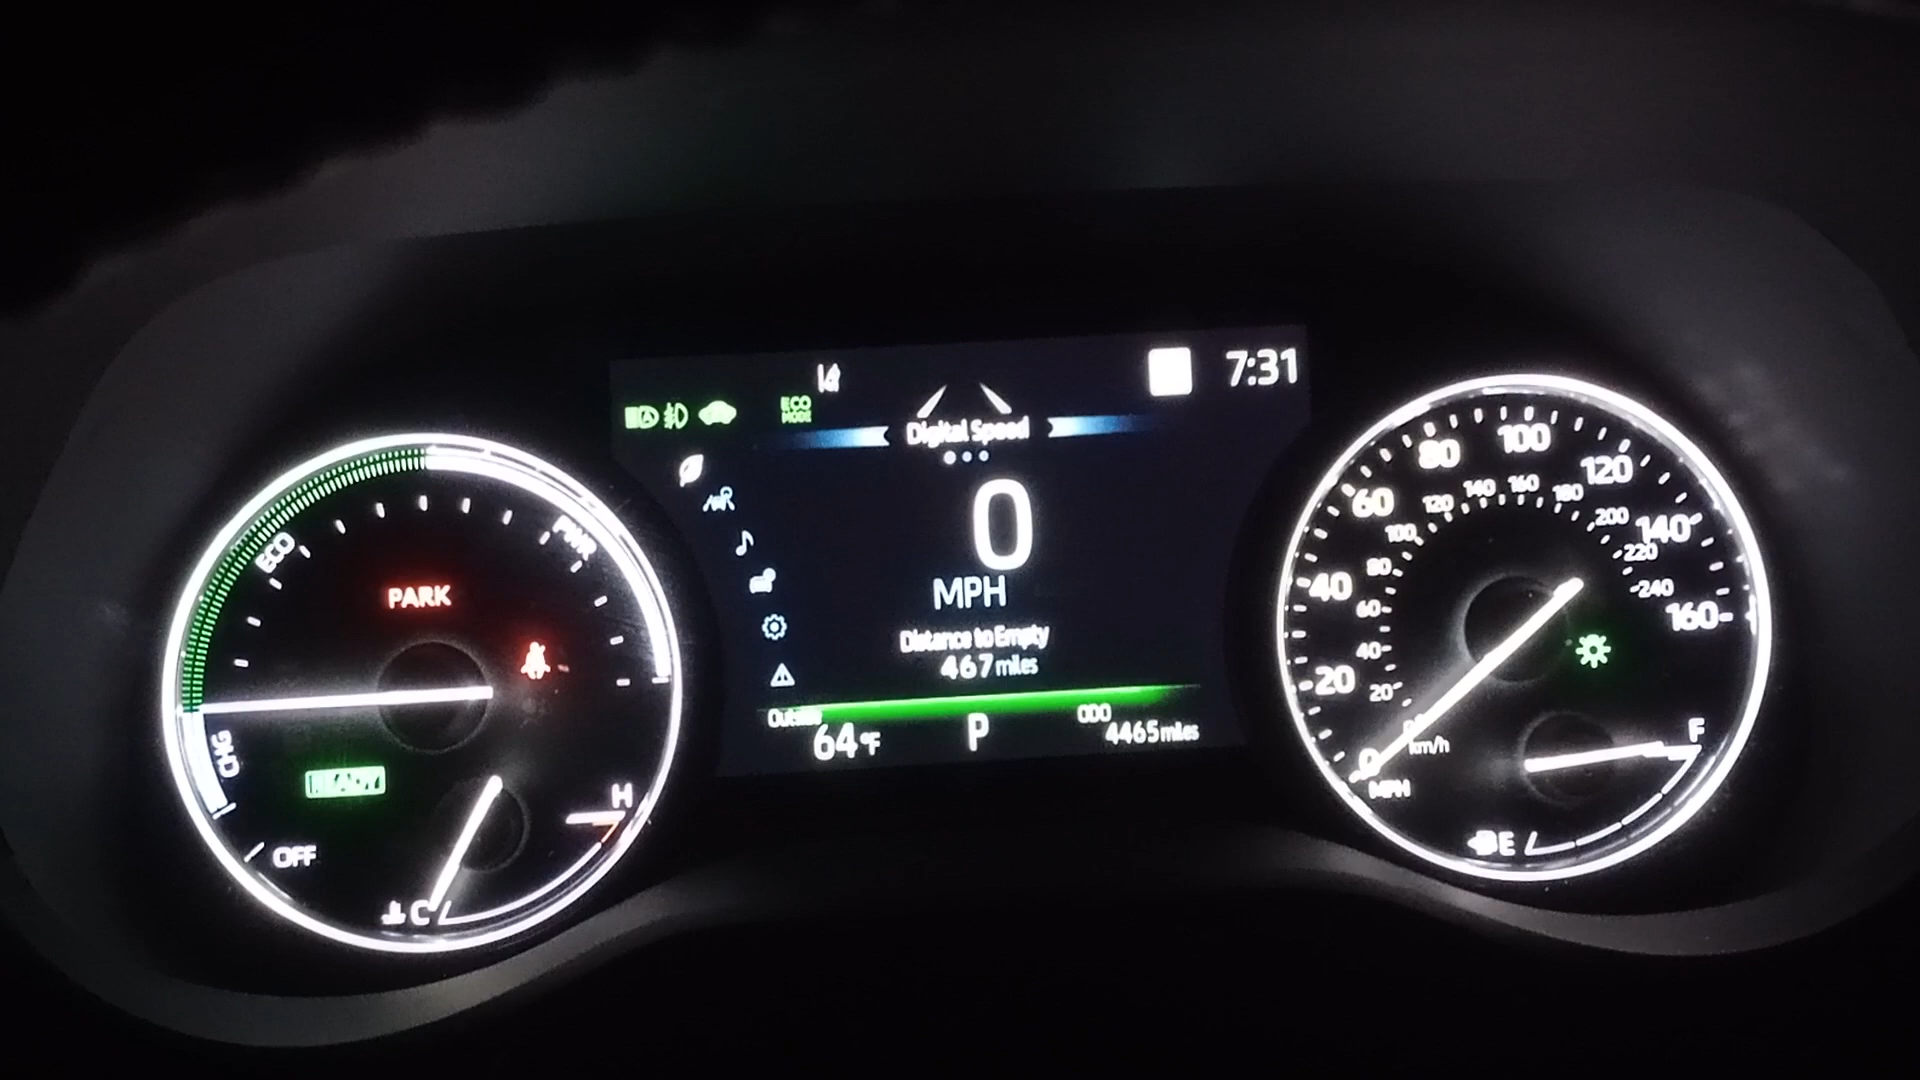 7:31
ECO
MODE
Digital Speed
0
MPH
Distance to Empty
467 miles
Outside
64°F
P
ODO
4465 miles
ECO
PWR
PARK
CHG
READY
OFF
H
C
0
20
40
60
80
100
120
140
160
20
40
60
80
100
120
140
160
180
200
220
240
km/h
MPH
F
E